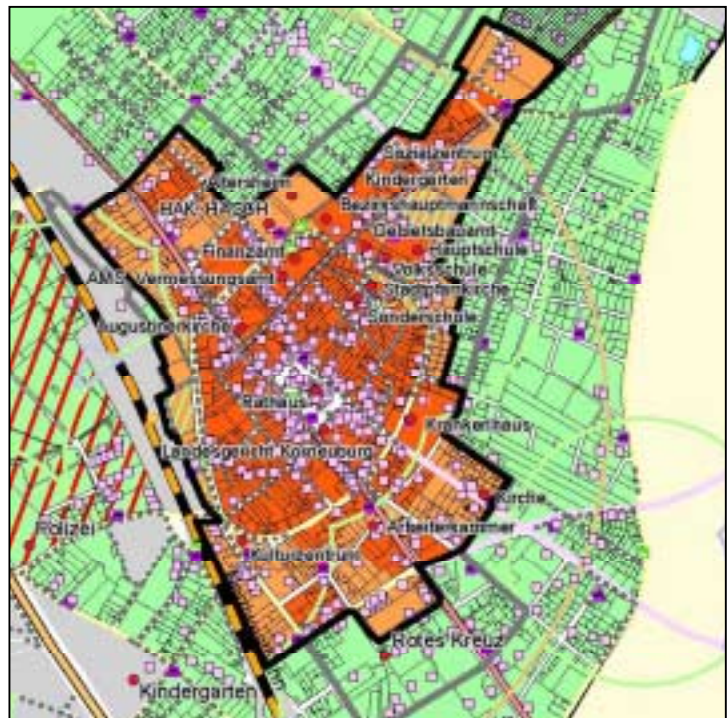 Sozialzentrum
Altersheim
Kindergarten
HAK-HASCH
Bezirkshauptmannschaft
Gebietsbauamt
Finanzamt
Hauptschule
Volksschule
AMS Vermessungsamt
Stadtpfarrkirche
Augustinerkirche
Sonderschule
Rathaus
Krankenhaus
Landesgericht Korneuburg
Kirche
Polizei
Arbeiterkammer
Kulturzentrum
Rotes Kreuz
Kindergarten